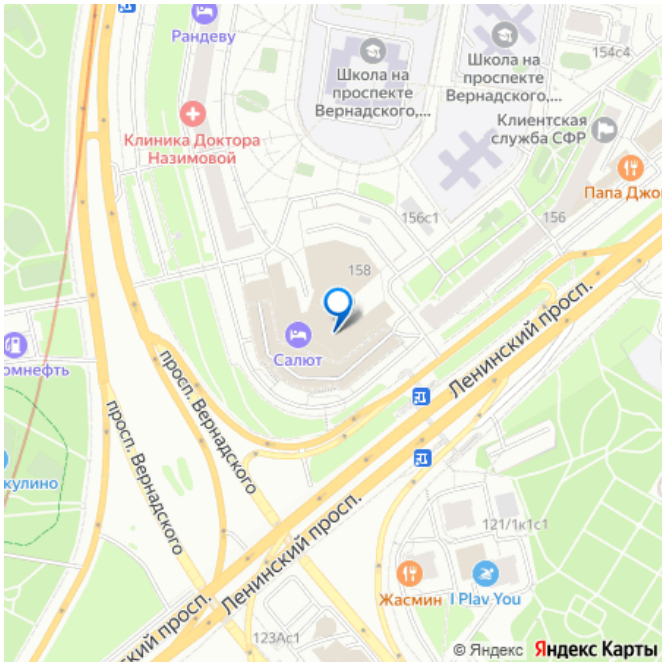 Рандеву
154с4
Школа на
проспекте
Вернадского,...
Школа на
проспекте
Вернадского,...
Клиника Доктора
Назимовой
Клиентская
служба СФР
Папа Джо
156с1
156
158
Салют
Ленинский просп.
омнефть
просп. Вернадского
просп. Вернадского
кулино
Ленинский просп.
121/1к1с1
Жасмин
I Play You
нский просп.
123Ас1
© Яндекс Яндекс Карты